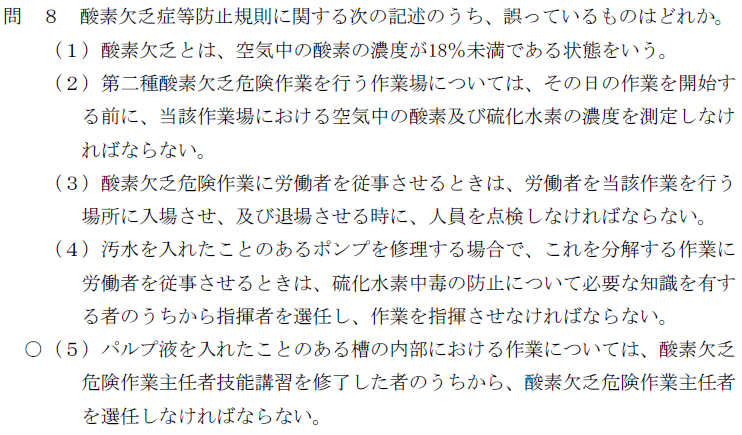 問　８　酸素欠乏症等防止規則に関する次の記述のうち、誤っているものはどれか。
（１）酸素欠乏とは、空気中の酸素の濃度が18％未満である状態をいう。
（２）第二種酸素欠乏危険作業を行う作業場については、その日の作業を開始す
る前に、当該作業場における空気中の酸素及び硫化水素の濃度を測定しなけ
ればならない。
（３）酸素欠乏危険作業に労働者を従事させるときは、労働者を当該作業を行う
場所に入場させ、及び退場させる時に、人員を点検しなければならない。
（４）汚水を入れたことのあるポンプを修理する場合で、これを分解する作業に
労働者を従事させるときは、硫化水素中毒の防止について必要な知識を有す
る者のうちから指揮者を選任し、作業を指揮させなければならない。
○（５）パルプ液を入れたことのある槽の内部における作業については、酸素欠乏
危険作業主任者技能講習を修了した者のうちから、酸素欠乏危険作業主任者
を選任しなければならない。